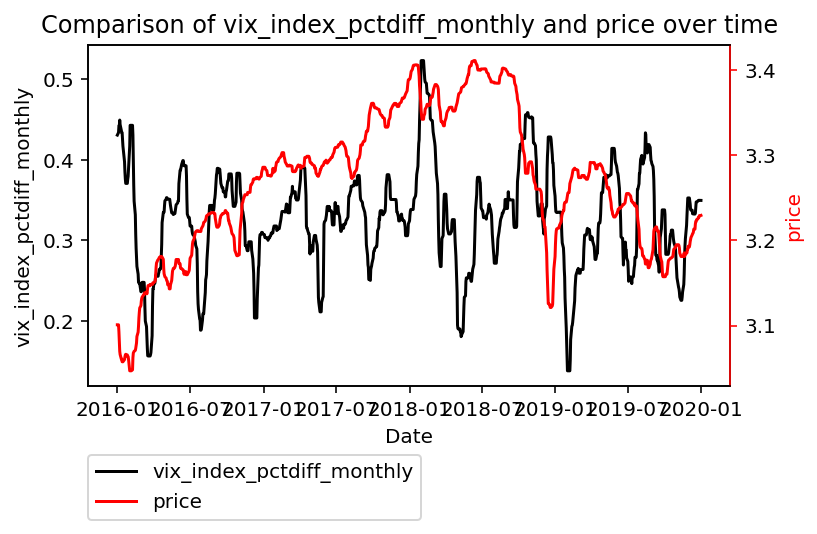 Comparison of vix_index_pctdiff_monthly and price over time
vix_index_pctdiff_monthly
0.5
0.4
0.3
0.2
3.4
3.3
3.2
3.1
price
2016-01 2016-07 2017-01 2017-07 2018-01 2018-07 2019-01 2019-07 2020-01
Date
vix_index_pctdiff_monthly
price